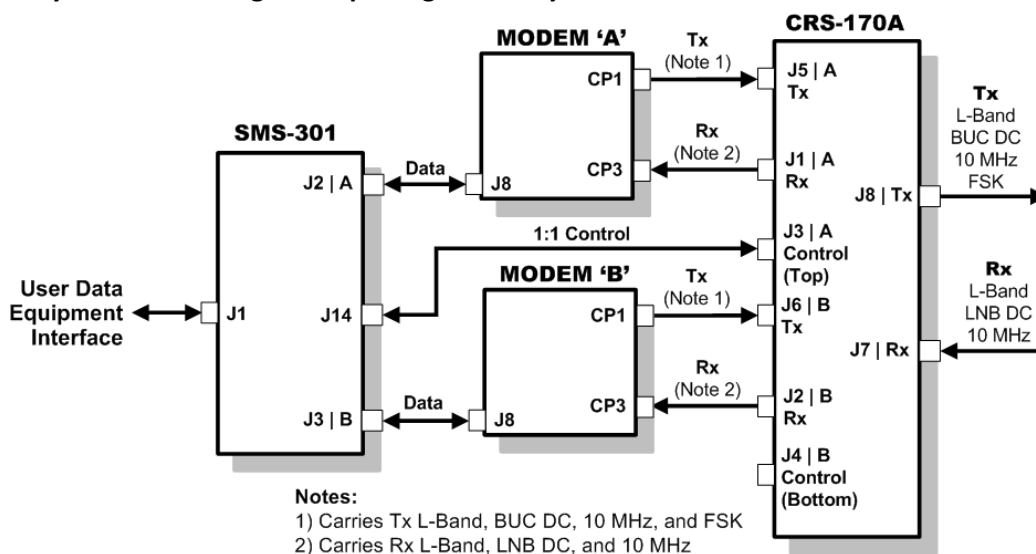 CRS-170A
MODEM ‘A’
CP1
CP3
J8
Tx
(Note 1)
Rx
(Note 2)
J5 | A
Tx
J1 | A
Rx
J3 | A
Control
(Top)
J6 | B
Tx
J2 | B
Rx
J4 | B
Control
(Bottom)
J8 | Tx
J7 | Rx
Tx
L-Band
BUC DC
10 MHz
FSK
Rx
L-Band
LNB DC
10 MHz
SMS-301
J2 | A
J1
J14
J3 | B
Data
1:1 Control
User Data
Equipment
Interface
MODEM ‘B’
CP1
CP3
J8
Tx
(Note 1)
Rx
(Note 2)
Data
Notes:
1) Carries Tx L-Band, BUC DC, 10 MHz, and FSK
2) Carries Rx L-Band, LNB DC, and 10 MHz